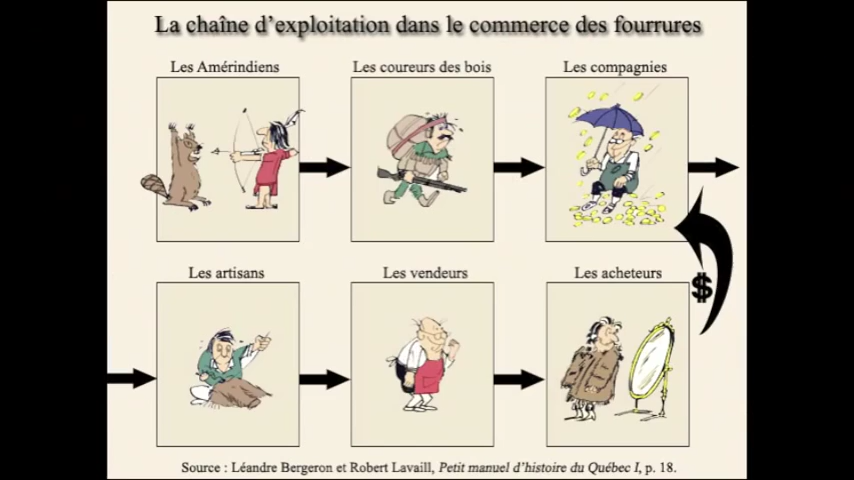 La chaîne d'exploitation dans le commerce des fourrures
Les Amérindiens
Les coureurs des bois
Les compagnies
Les artisans
Les vendeurs
Les acheteurs
$
Source : Léandre Bergeron et Robert Lavaill, Petit manuel d'histoire du Québec I, p. 18.